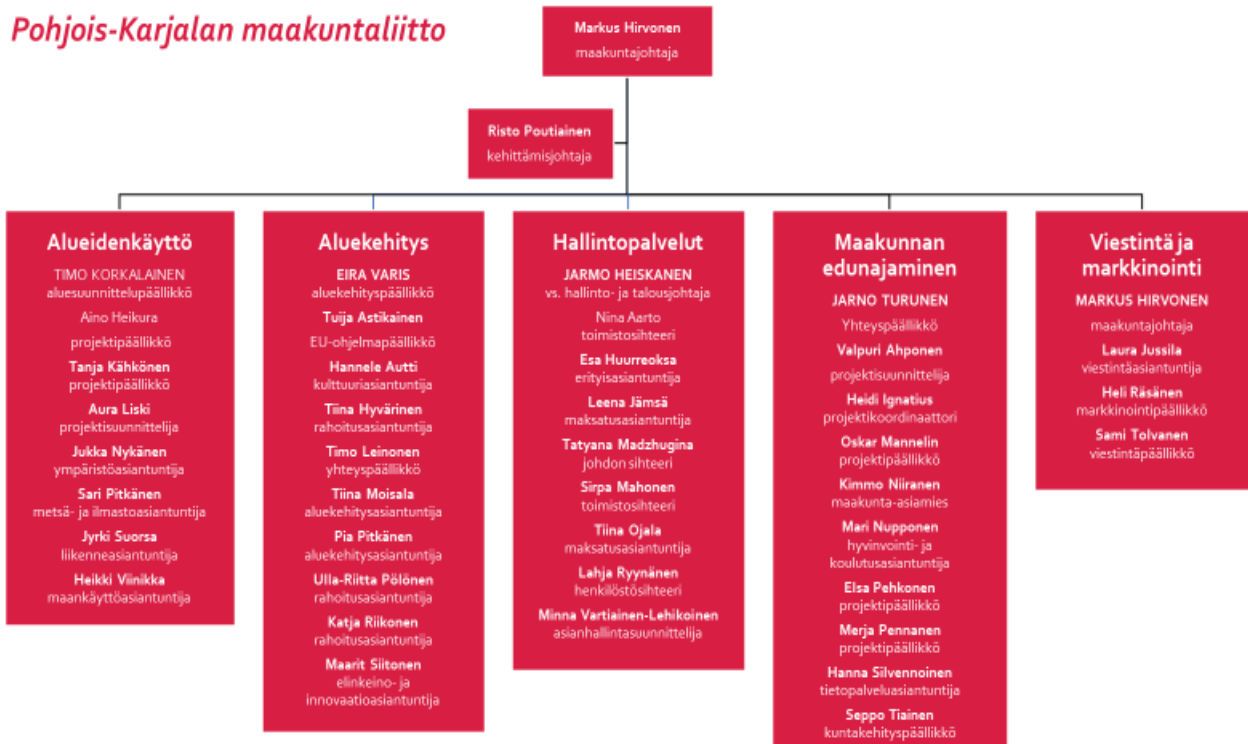 Pohjois-Karjalan maakuntaliitto
Markus Hirvonen
maakuntajohtaja
Risto Poutiainen
kehittämisjohtaja
Alueidenkäyttö
TIMO KORKALAINEN
aluesuunnittelupäällikkö
Aino Heikura
projektipäällikkö
Tanja Kähkönen
projektipäällikkö
Aura Liski
projektisuunnittelija
Jukka Nykänen
ympäristöasiantuntija
Sari Pitkänen
metsä- ja ilmastoasiantuntija
Jyrki Suorsa
liikenneasiantuntija
Heikki Viinikka
maankäyttöasiantuntija
Aluekehitys
EIRA VARIS
aluekehityspäällikkö
Tuija Astikainen
EU-ohjelmapäällikkö
Hannele Autti
kulttuuriasiantuntija
Tiina Hyvärinen
rahoitusasiantuntija
Timo Leinonen
yhteyspäällikkö
Tiina Moisala
aluekehitysasiantuntija
Pia Pitkänen
aluekehitysasiantuntija
Ulla-Riitta Pölönen
rahoitusasiantuntija
Katja Riikonen
rahoitusasiantuntija
Maarit Siitonen
elinkeino- ja
innovaatioasiantuntija
Hallintopalvelut
JARMO HEISKANEN
vs. hallinto- ja talousjohtaja
Nina Aarto
toimistosihteeri
Esa Huurreoksa
erityisasiantuntija
Leena Jämsä
maksatusasiantuntija
Tatyana Madzhugina
johdon sihteeri
Sirpa Mahonen
toimistosihteeri
Tiina Ojala
maksatusasiantuntija
Lahja Ryynänen
henkilöstösihteeri
Minna Vartiainen-Lehikoinen
asianhallintasuunnittelija
Maakunnan
edunajaminen
JARNO TURUNEN
Yhteyspäällikkö
Valpuri Ahponen
projektisuunnittelija
Heidi Ignatius
projektikoordinaattori
Oskar Mannelin
projektipäällikkö
Kimmo Niiranen
maakunta-asiamies
Mari Nupponen
hyvinvointi- ja
koulutusasiantuntija
Elsa Pehkonen
projektipäällikkö
Merja Pennanen
projektipäällikkö
Hanna Silvennoinen
tietopalveluasiantuntija
Seppo Tiainen
kuntakehityspäällikkö
Viestintä ja
markkinointi
MARKUS HIRVONEN
maakuntajohtaja
Laura Jussila
viestintäasiantuntija
Heli Räsänen
markkinointipäällikkö
Sami Tolvanen
viestintäpäällikkö